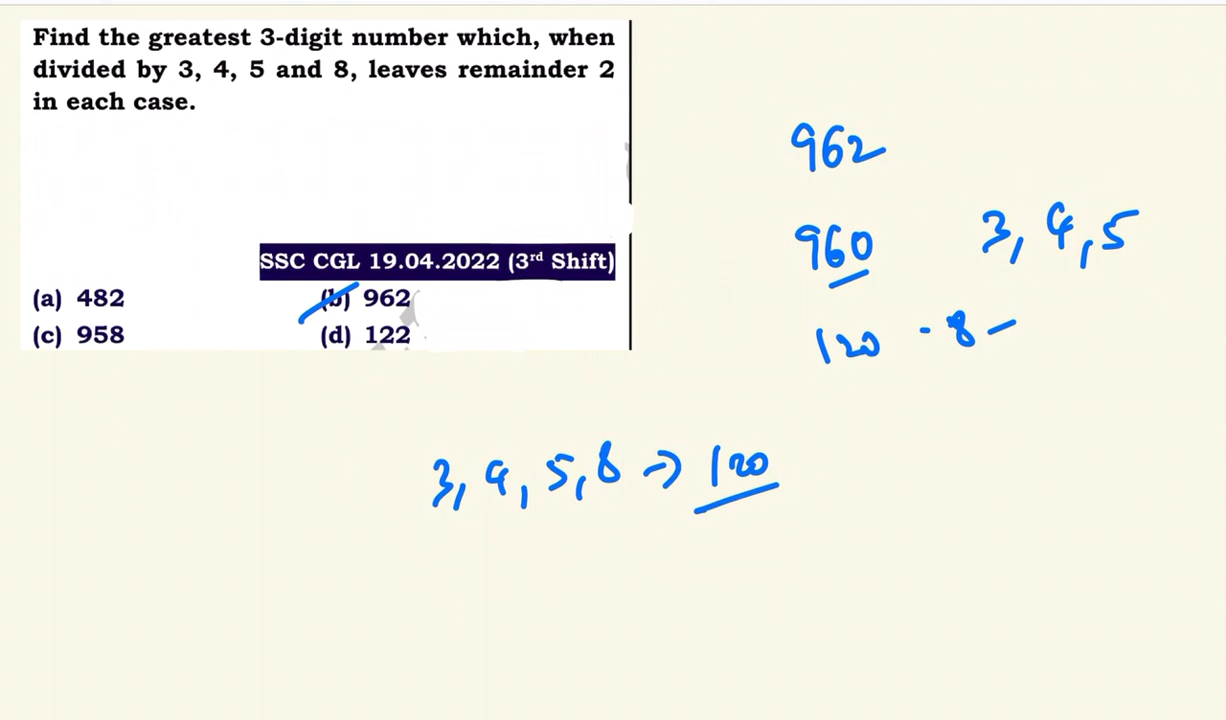 Find the greatest 3-digit number which, when
divided by 3, 4, 5 and 8, leaves remainder 2
in each case.
SSC CGL 19.04.2022 (3rd Shift)
(a) 482 (b) 962
(c) 958 (d) 122
962
960 3, 4, 5
120 - 8 -
3, 4, 5, 8 → 120